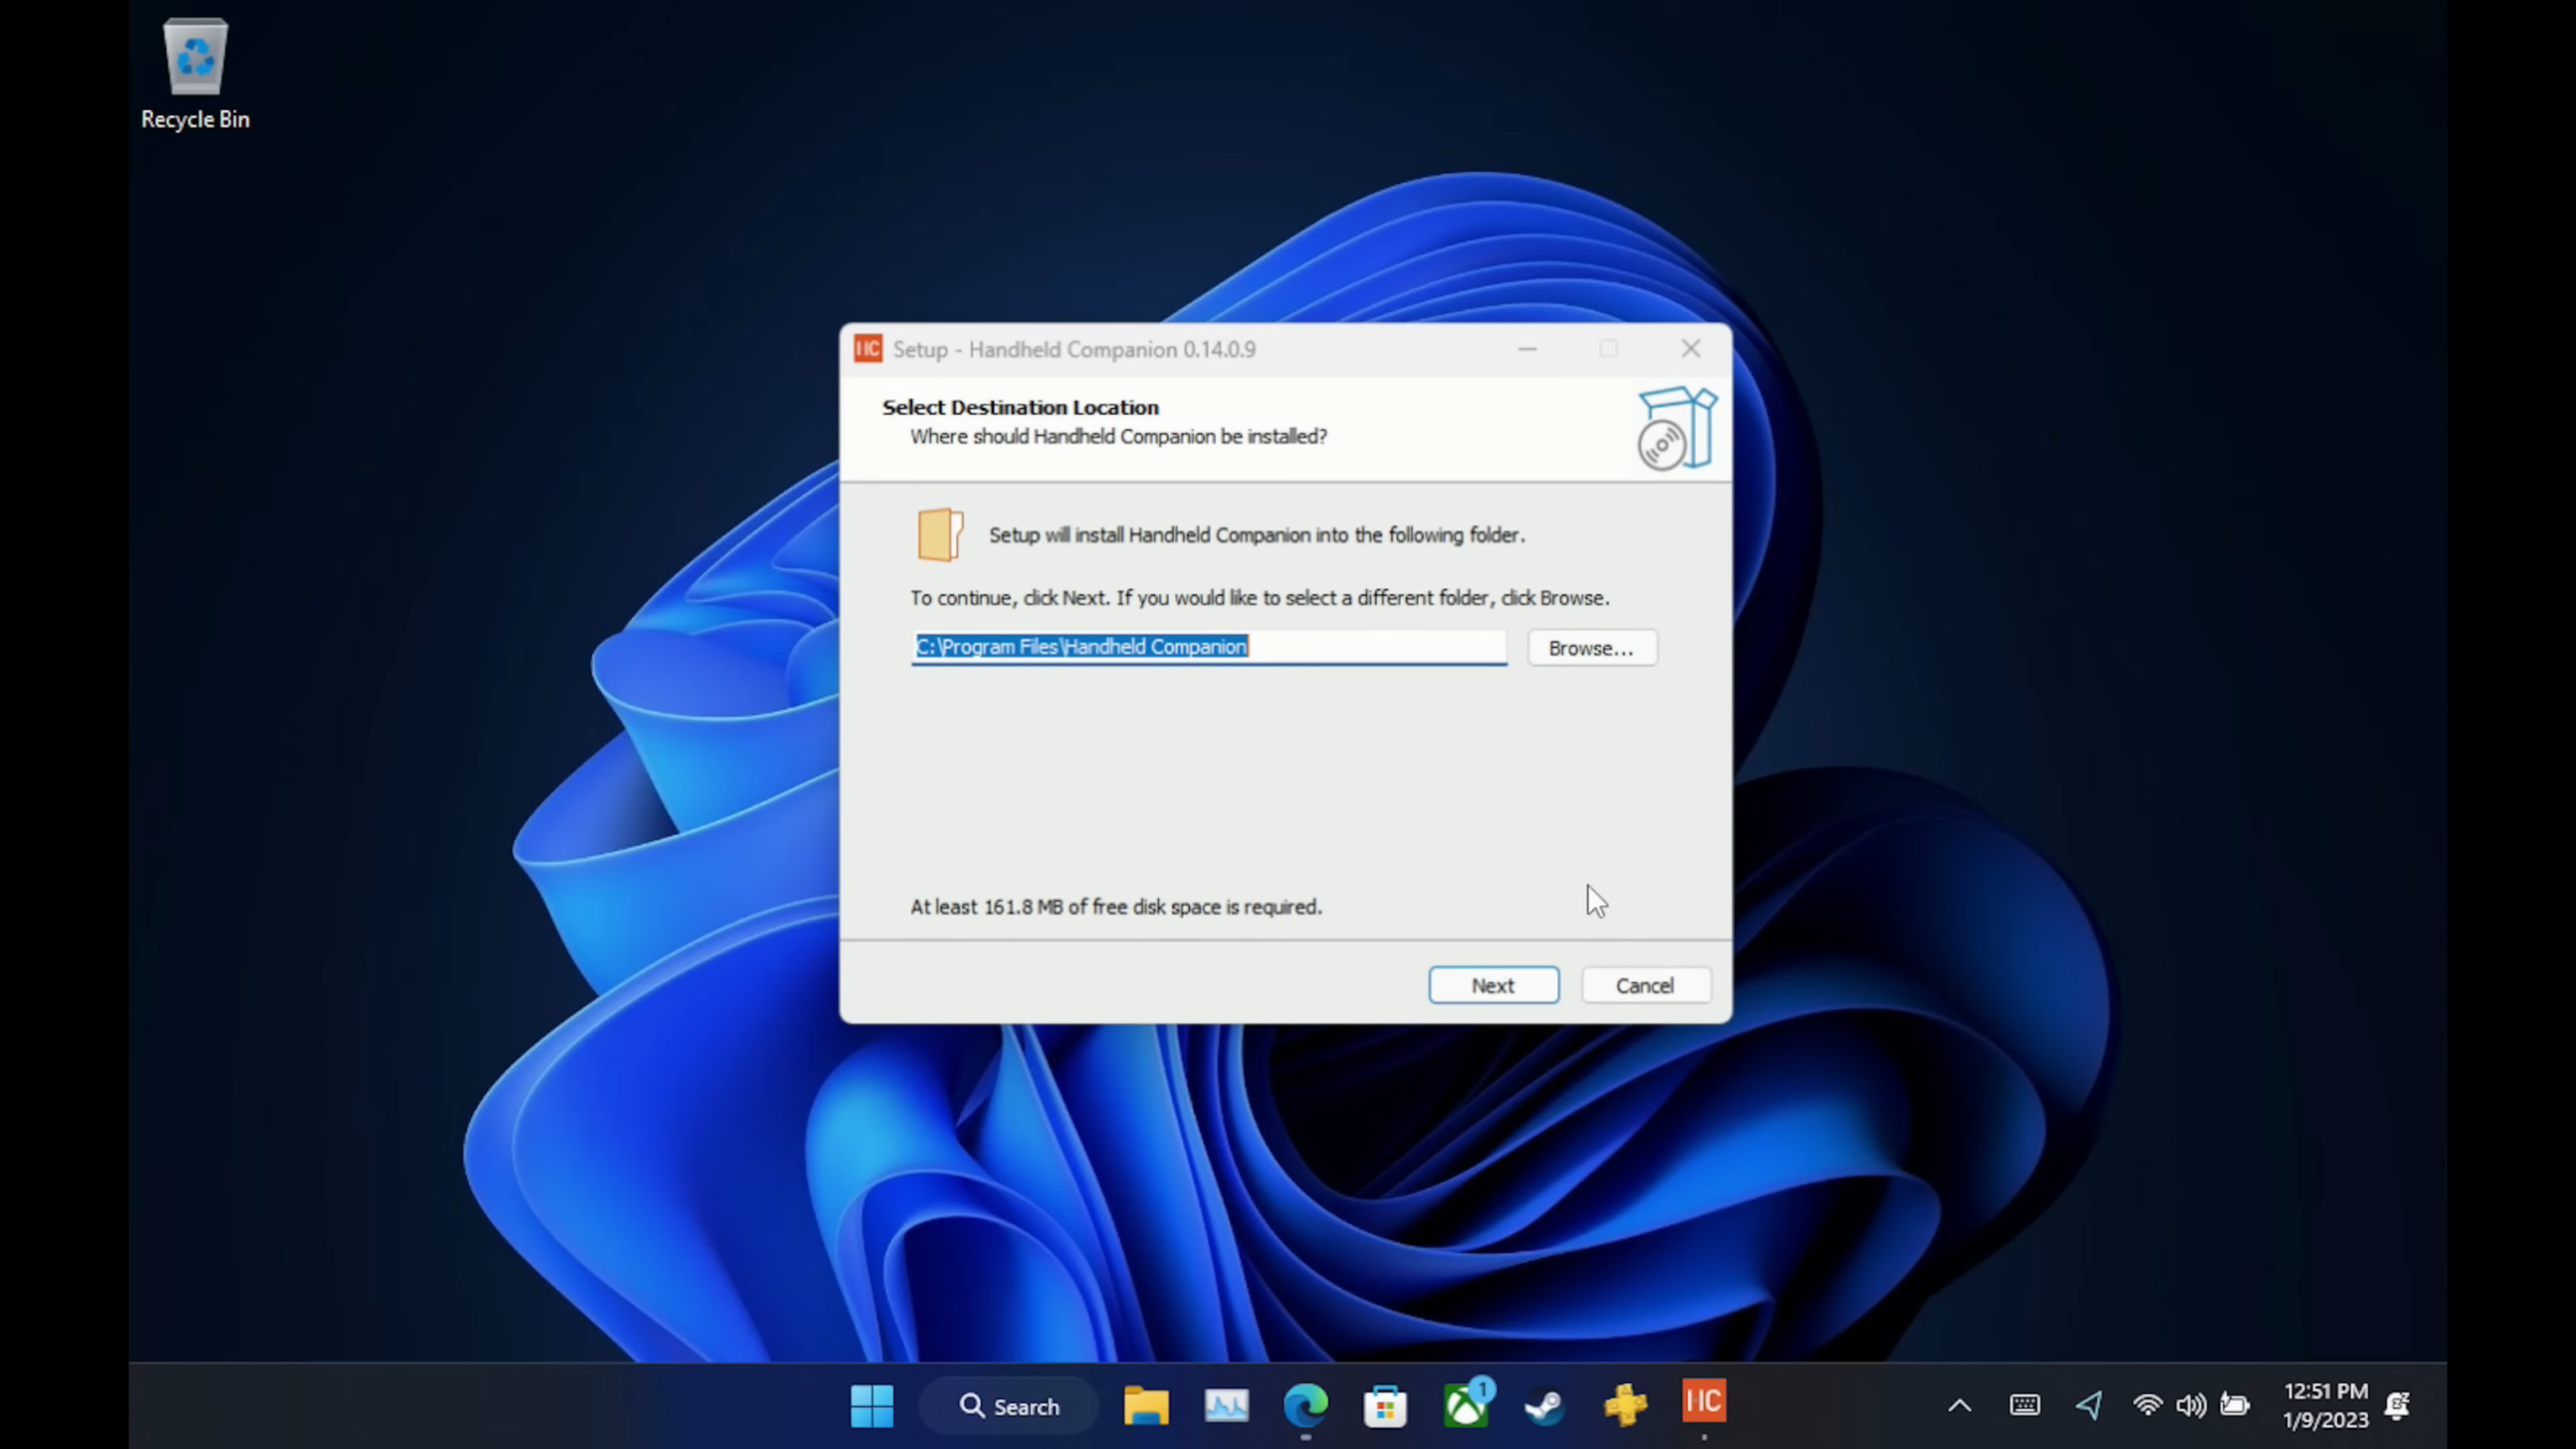 Recycle Bin
HC Setup - Handheld Companion 0.14.0.9
Select Destination Location
Where should Handheld Companion be installed?
Setup will install Handheld Companion into the following folder.
To continue, click Next. If you would like to select a different folder, click Browse.
C:\Program Files\Handheld Companion
Browse...
At least 161.8 MB of free disk space is required.
Next
Cancel
Search
1
HC
12:51 PM
1/9/2023